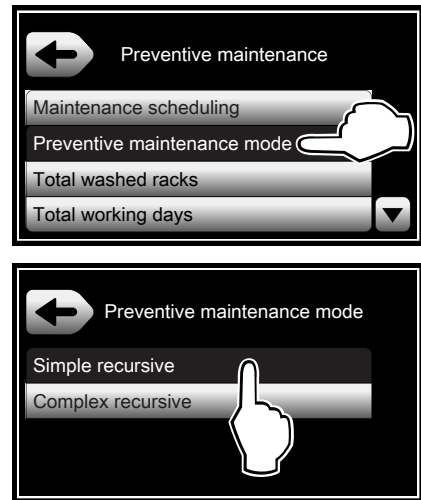 Preventive maintenance
Maintenance scheduling
Preventive maintenance mode
Total washed racks
Total working days
Preventive maintenance mode
Simple recursive
Complex recursive